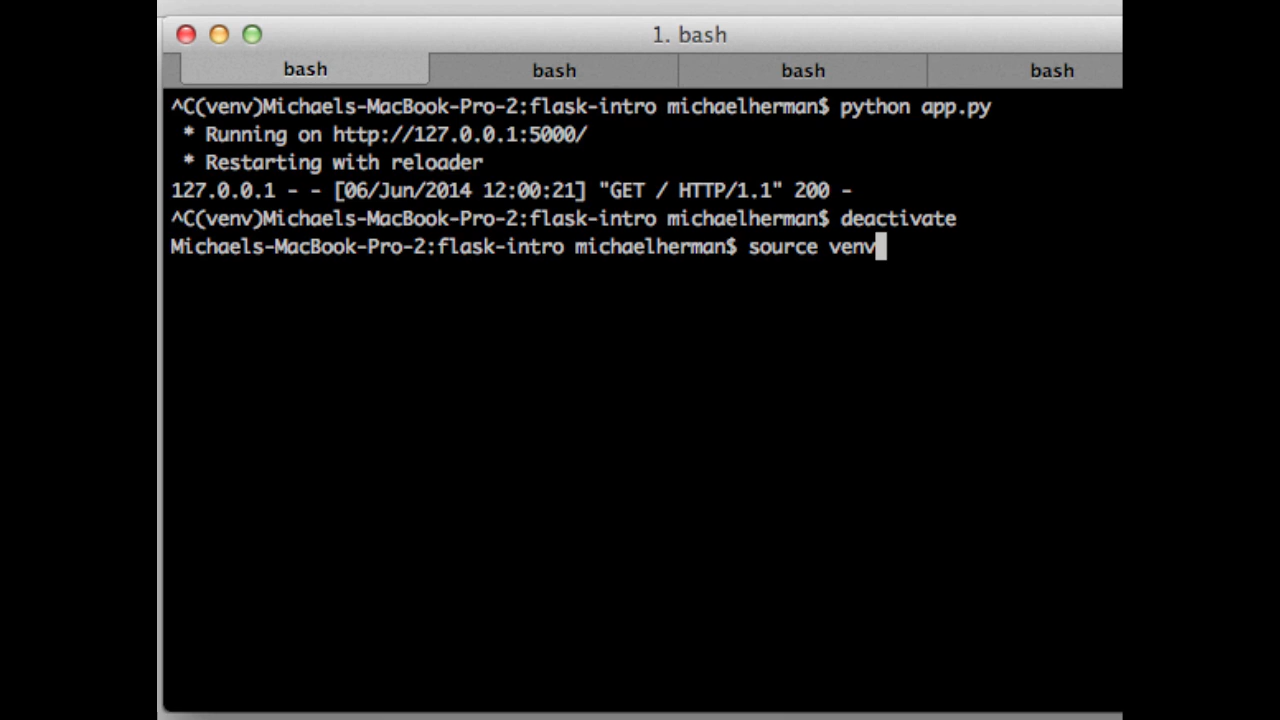 1. bash
bash bash bash bash
^C(venv)Michaels-MacBook-Pro-2:flask-intro michaelherman$ python app.py
* Running on http://127.0.0.1:5000/
* Restarting with reloader
127.0.0.1 - - [06/Jun/2014 12:00:21] "GET / HTTP/1.1" 200 -
^C(venv)Michaels-MacBook-Pro-2:flask-intro michaelherman$ deactivate
Michaels-MacBook-Pro-2:flask-intro michaelherman$ source venv